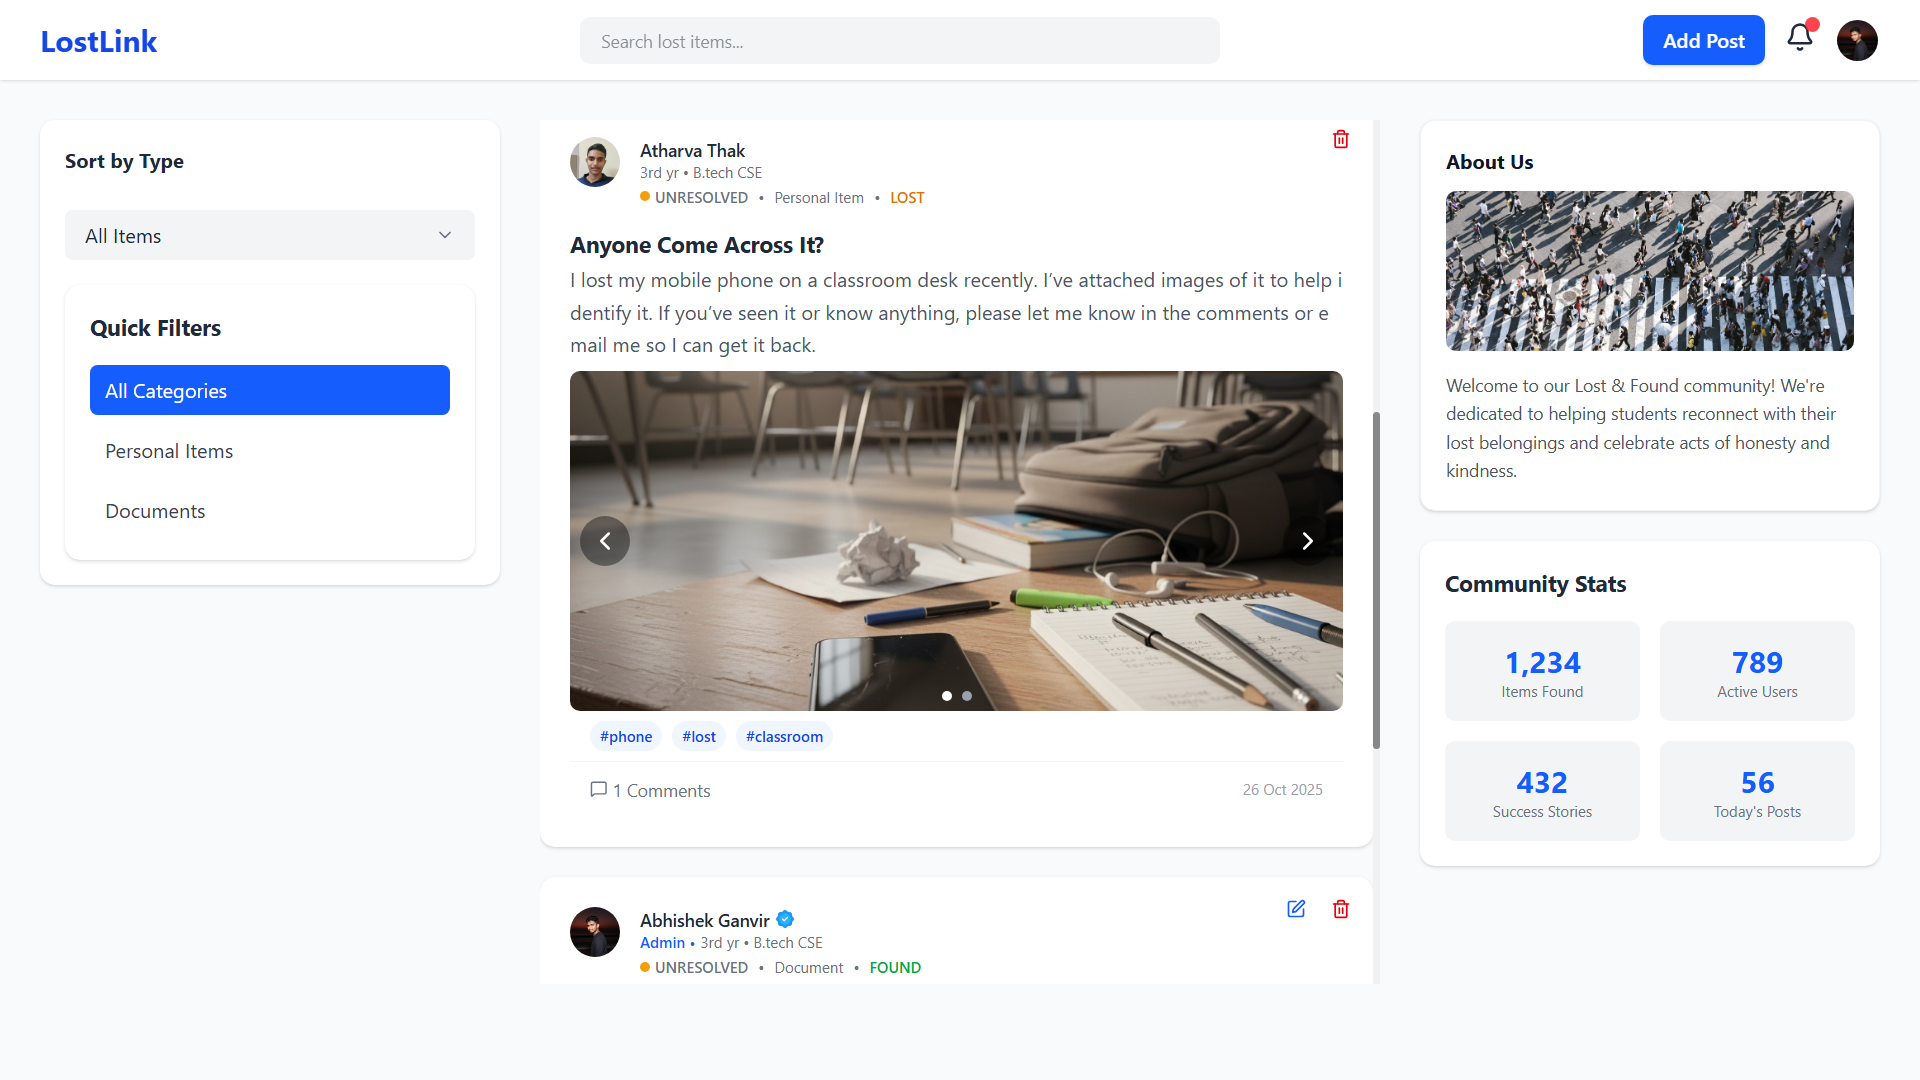 LostLink
Search lost items...
Add Post
Sort by Type
All Items
Quick Filters
All Categories
Personal Items
Documents
Atharva Thak
3rd yr • B.tech CSE
UNRESOLVED • Personal Item • LOST
Anyone Come Across It?
I lost my mobile phone on a classroom desk recently. I’ve attached images of it to help i
dentify it. If you’ve seen it or know anything, please let me know in the comments or e
mail me so I can get it back.
#phone #lost #classroom
1 Comments
26 Oct 2025
Abhishek Ganvir
Admin • 3rd yr • B.tech CSE
UNRESOLVED • Document • FOUND
About Us
Welcome to our Lost & Found community! We're
dedicated to helping students reconnect with their
lost belongings and celebrate acts of honesty and
kindness.
Community Stats
1,234
Items Found
789
Active Users
432
Success Stories
56
Today's Posts